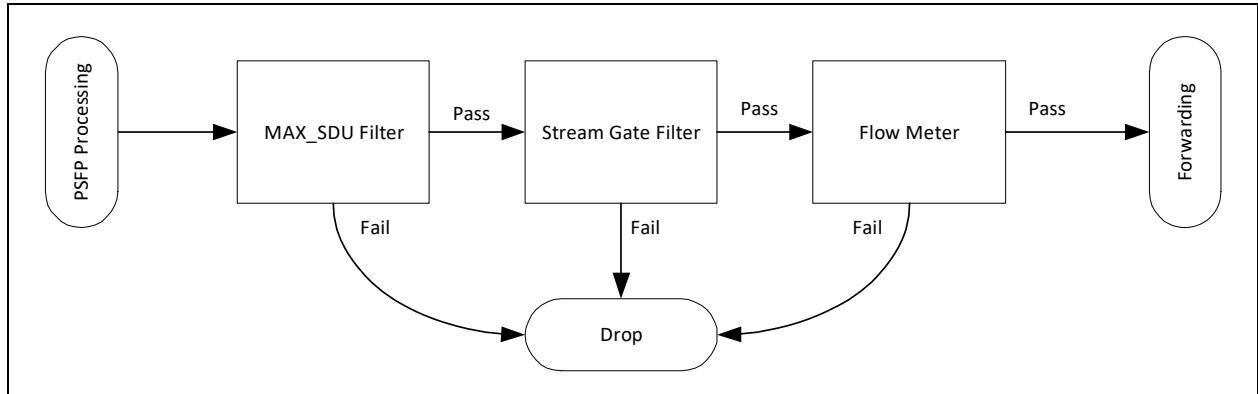 PSFP Processing
MAX_SDU Filter
Pass
Stream Gate Filter
Pass
Flow Meter
Pass
Forwarding
Fail
Fail
Fail
Drop